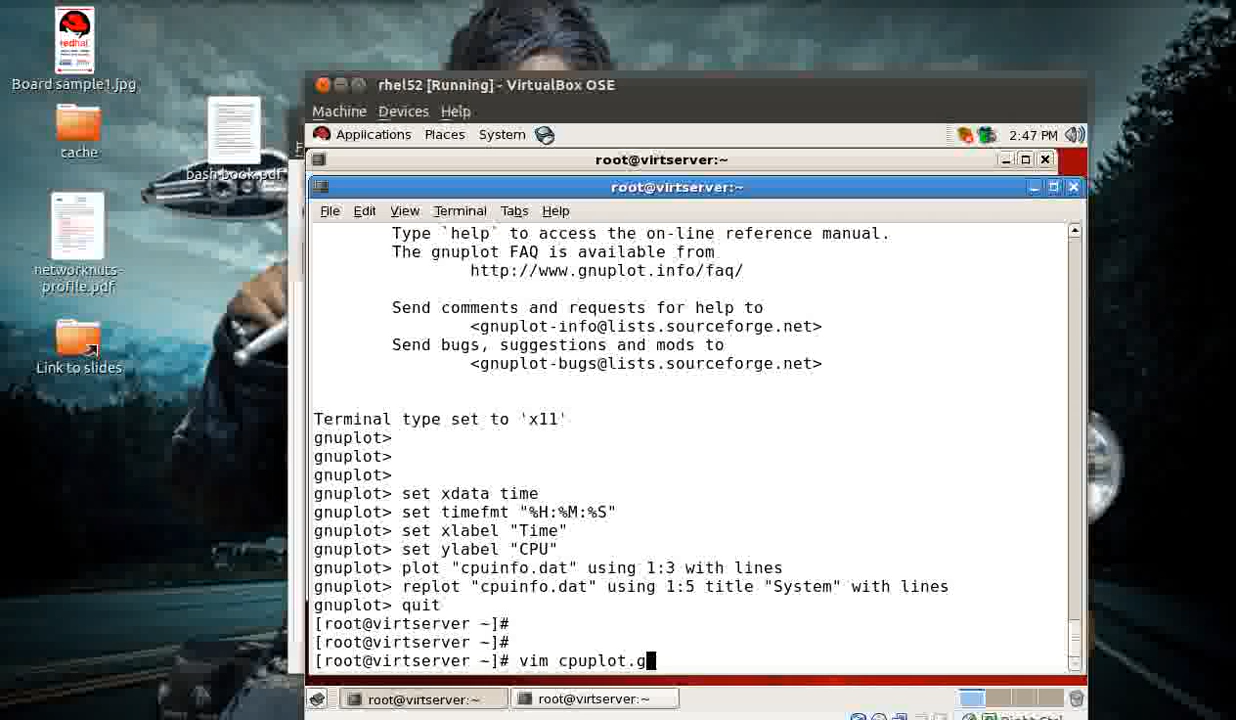 redhat
Board sample1.jpg
cache
bash book.pdf
networknuts-
profile.pdf
Link to slides
rhel52 [Running] - VirtualBox OSE
Machine Devices Help
Applications Places System 2:47 PM
root@virtserver:~
root@virtserver:~
File Edit View Terminal Tabs Help
Type `help` to access the on-line reference manual.
The gnuplot FAQ is available from
http://www.gnuplot.info/faq/
Send comments and requests for help to
<gnuplot-info@lists.sourceforge.net>
Send bugs, suggestions and mods to
<gnuplot-bugs@lists.sourceforge.net>
Terminal type set to 'x11'
gnuplot>
gnuplot>
gnuplot>
gnuplot> set xdata time
gnuplot> set timefmt "%H:%M:%S"
gnuplot> set xlabel "Time"
gnuplot> set ylabel "CPU"
gnuplot> plot "cpuinfo.dat" using 1:3 with lines
gnuplot> replot "cpuinfo.dat" using 1:5 title "System" with lines
gnuplot> quit
[root@virtserver ~]#
[root@virtserver ~]#
[root@virtserver ~]# vim cpuplot.g
root@virtserver:~ root@virtserver:~
Right Ctrl